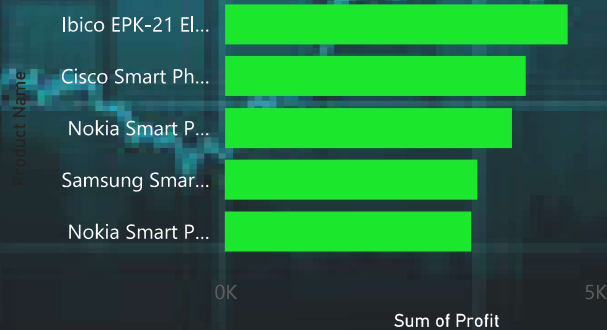 Ibico EPK-21 El...
Cisco Smart Ph...
Nokia Smart P...
Samsung Smar...
Nokia Smart P...
Product Name
0K
5K
Sum of Profit